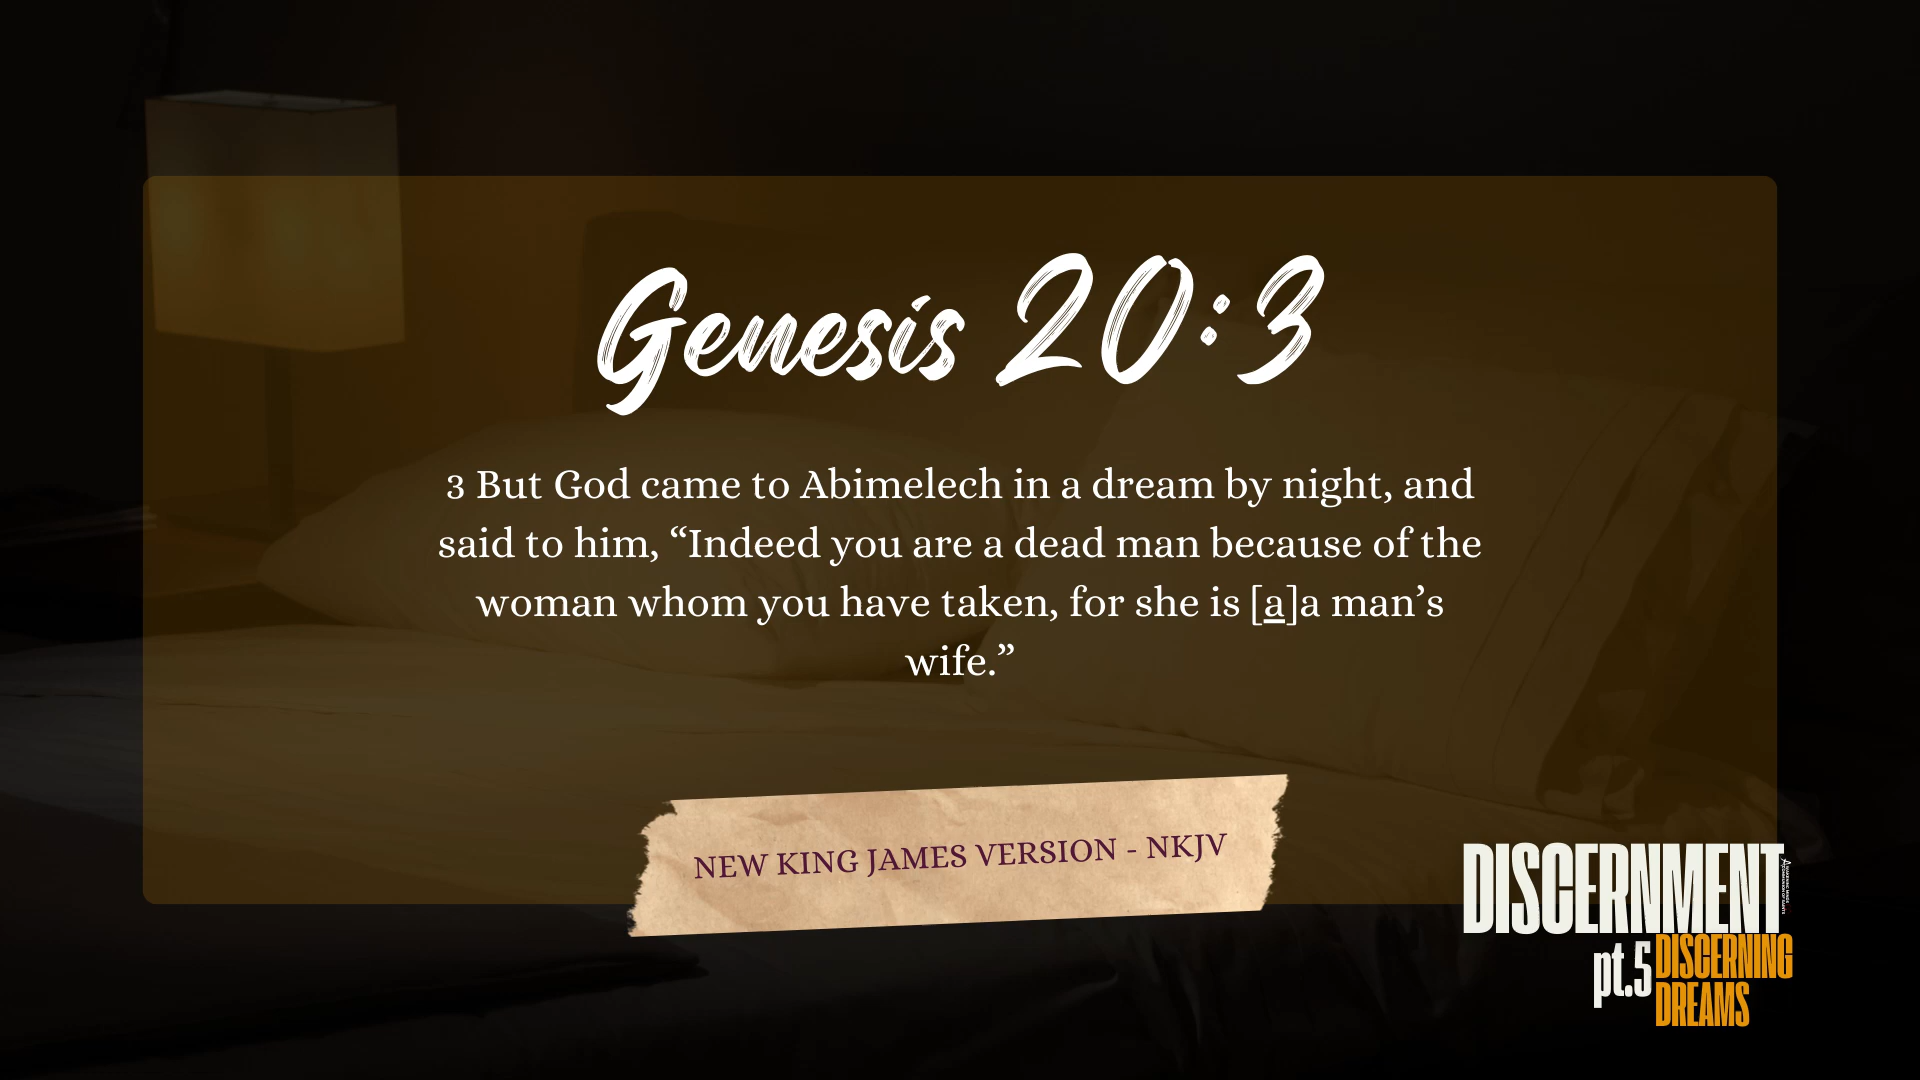 Genesis 20:3
3 But God came to Abimelech in a dream by night, and
said to him, “Indeed you are a dead man because of the
woman whom you have taken, for she is [a]a man’s
wife.”
NEW KING JAMES VERSION - NKJV
DISCERNMENT
pt.5 DISCERNING
DREAMS